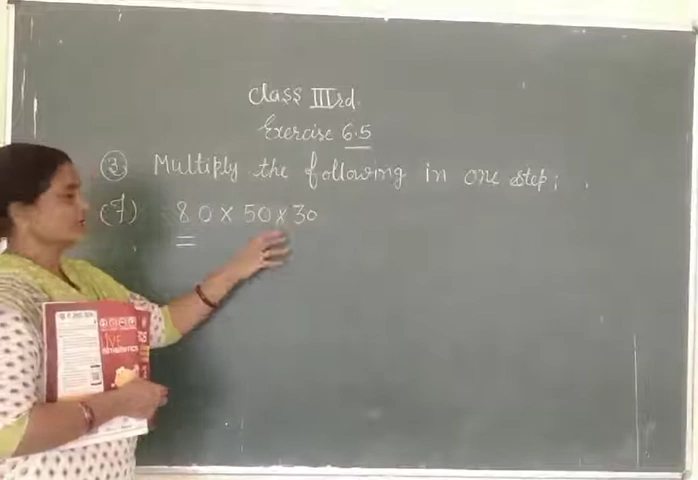 Class IIIrd.
Exercise 6.5
③ Multiply the following in one step;
(7) 80 x 50 x 30
=